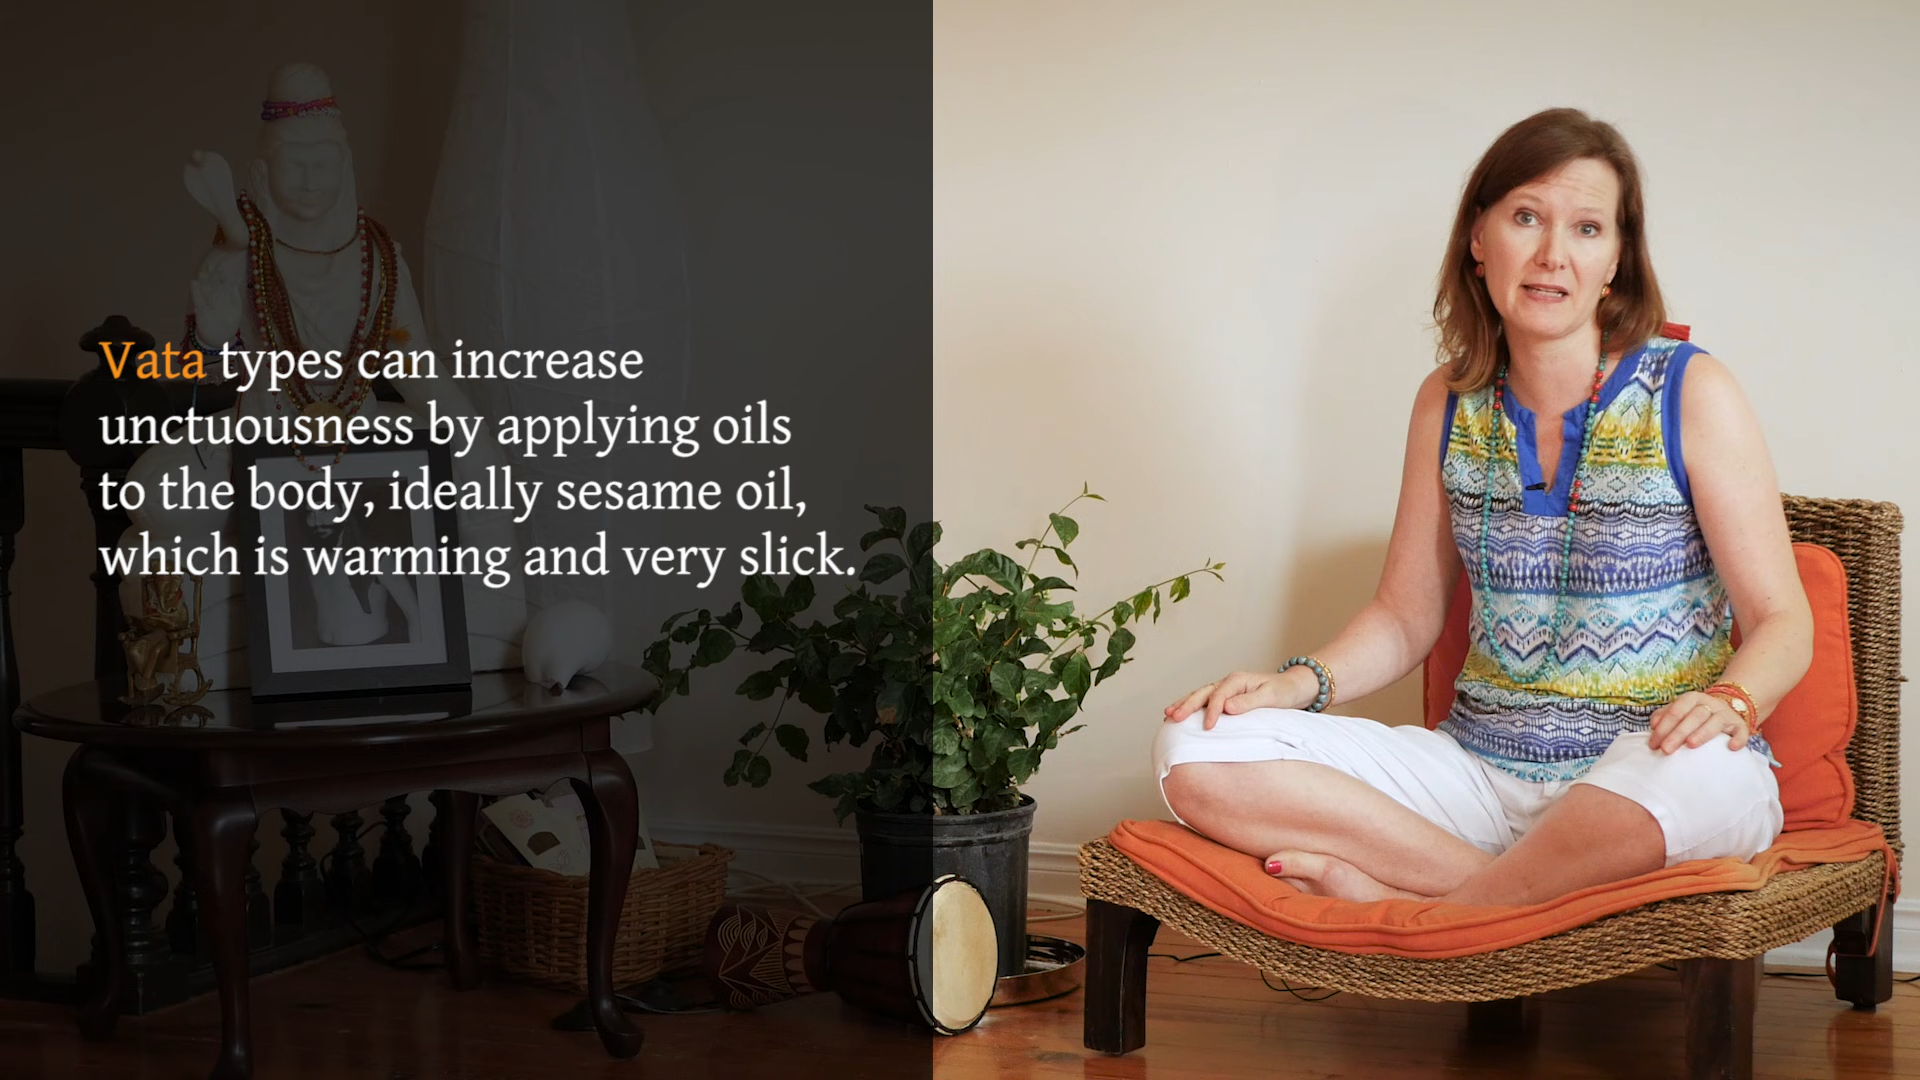 Vata types can increase
unctuousness by applying oils
to the body, ideally sesame oil,
which is warming and very slick.